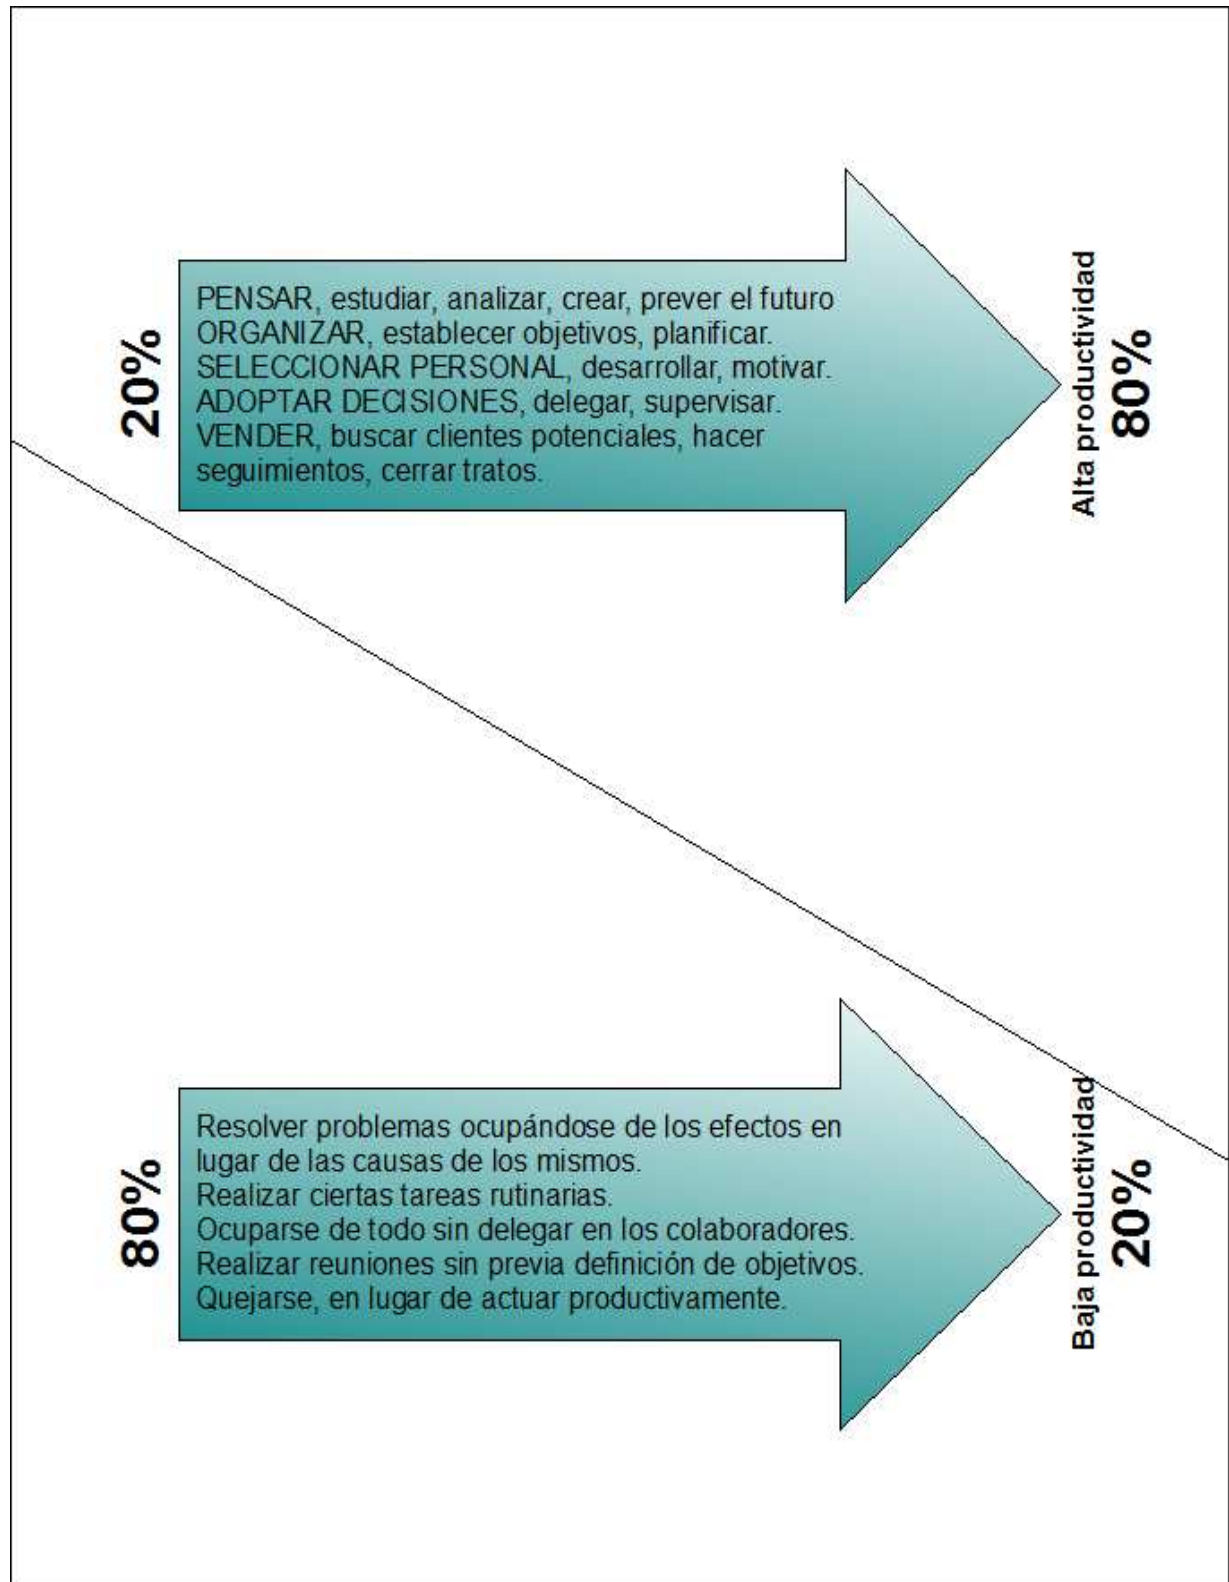 20%
PENSAR, estudiar, analizar, crear, prever el futuro
ORGANIZAR, establecer objetivos, planificar.
SELECCIONAR PERSONAL, desarrollar, motivar.
ADOPTAR DECISIONES, delegar, supervisar.
VENDER, buscar clientes potenciales, hacer
seguimientos, cerrar tratos.
Alta productividad
80%
80%
Resolver problemas ocupándose de los efectos en
lugar de las causas de los mismos.
Realizar ciertas tareas rutinarias.
Ocuparse de todo sin delegar en los colaboradores.
Realizar reuniones sin previa definición de objetivos.
Quejarse, en lugar de actuar productivamente.
Baja productividad
20%